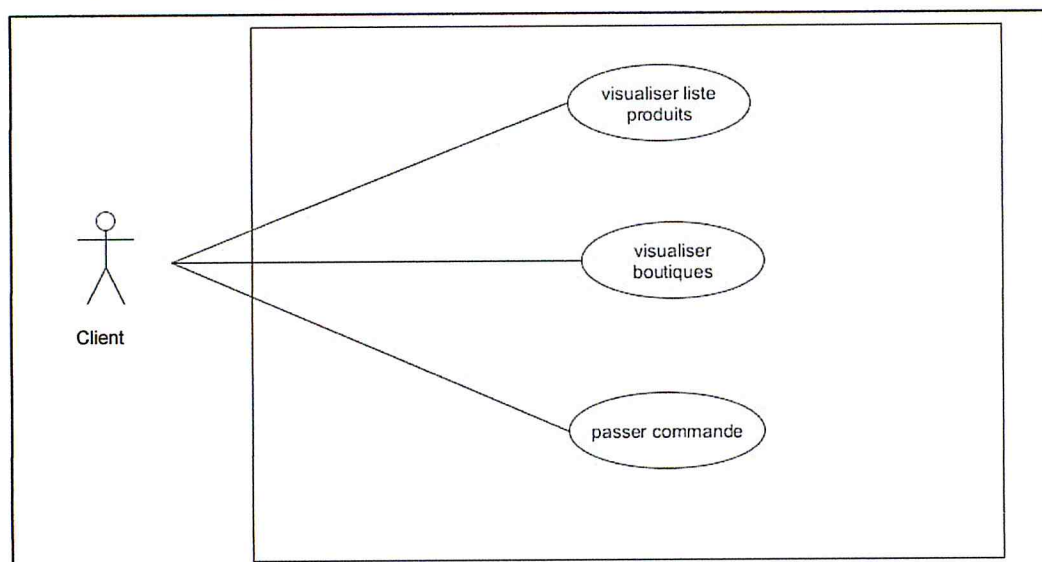 visualiser liste
produits
visualiser
boutiques
Client
passer commande